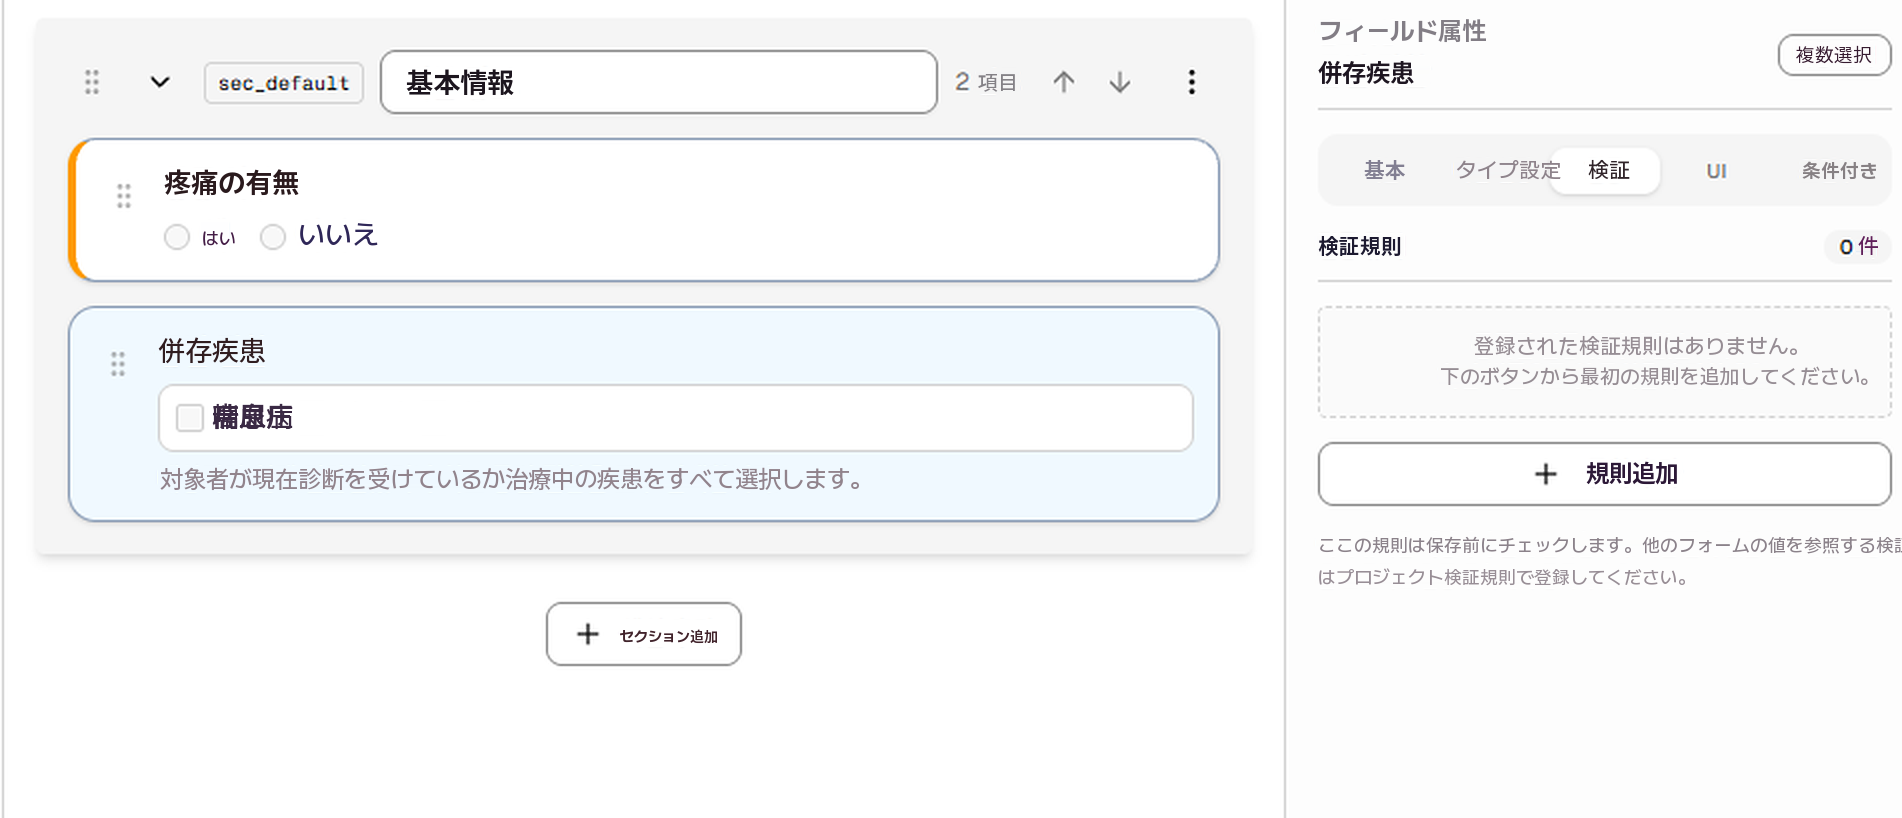 sec_default
基本情報
2 項目
疼痛の有無
はい
いいえ
併存疾患
対象者が現在診断を受けているか治療中の疾患をすべて選択します。
セクション追加
フィールド属性
併存疾患
複数選択
基本
タイプ設定
検証
UI
条件付き
検証規則
0 件
登録された検証規則はありません。
下のボタンから最初の規則を追加してください。
規則追加
ここの規則は保存前にチェックします。他のフォームの値を参照する検証
はプロジェクト検証規則で登録してください。